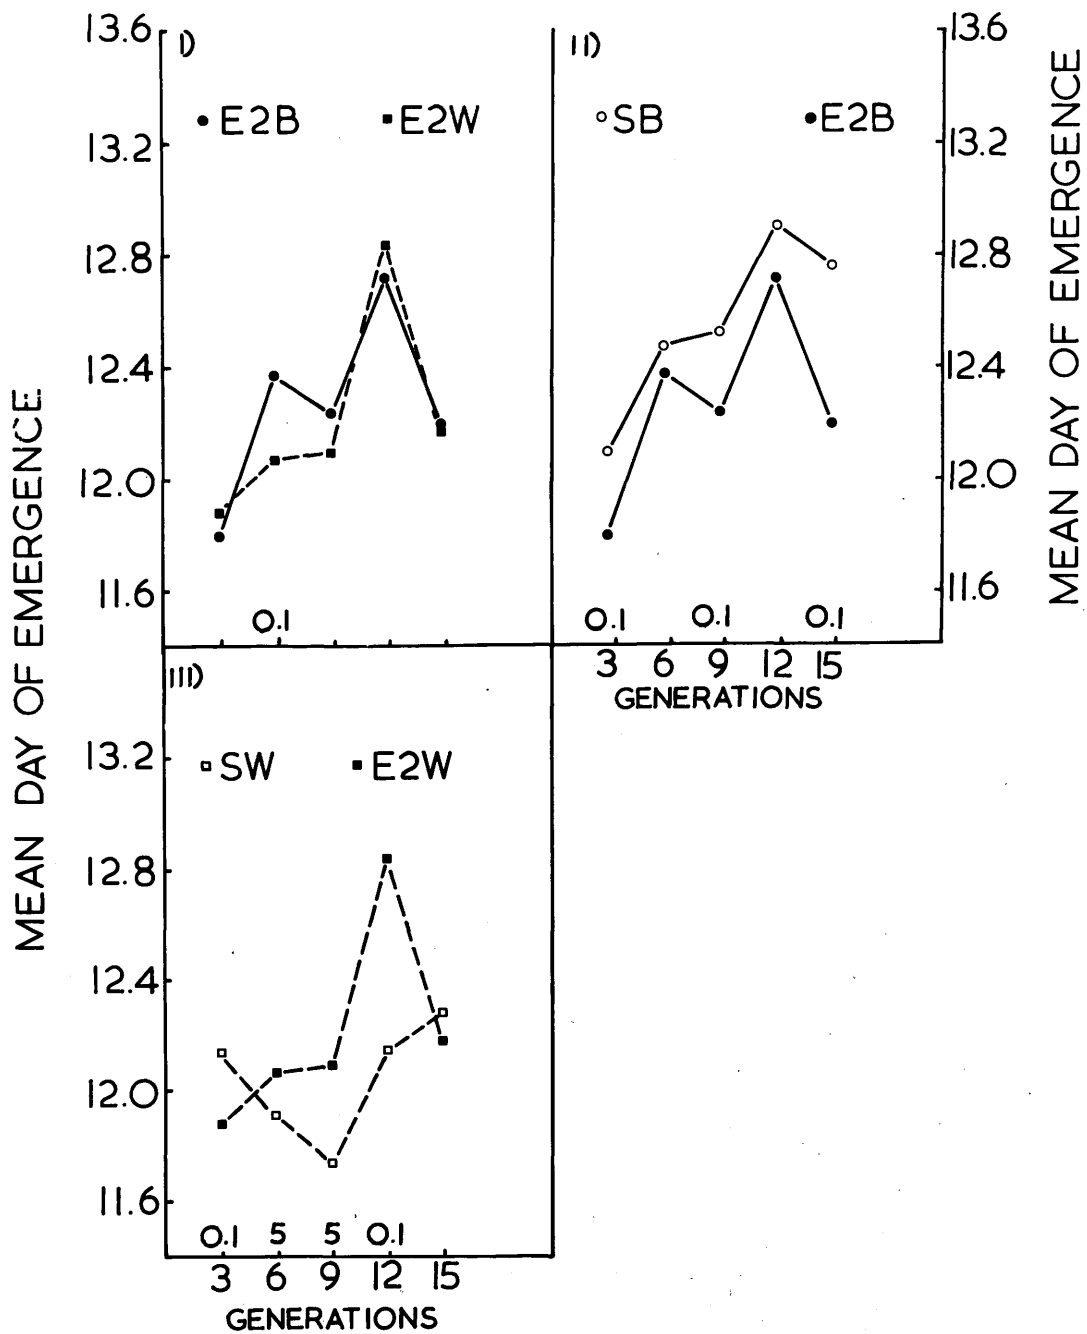 MEAN DAY OF EMERGENCE
I)
E2B E2W
13.6
13.2
12.8
12.4
12.0
11.6
0.1
II)
SB E2B
13.6
13.2
12.8
12.4
12.0
11.6
0.1 0.1 0.1
3 6 9 12 15
GENERATIONS
MEAN DAY OF EMERGENCE
III)
SW E2W
13.2
12.8
12.4
12.0
11.6
0.1 5 5 0.1
3 6 9 12 15
GENERATIONS